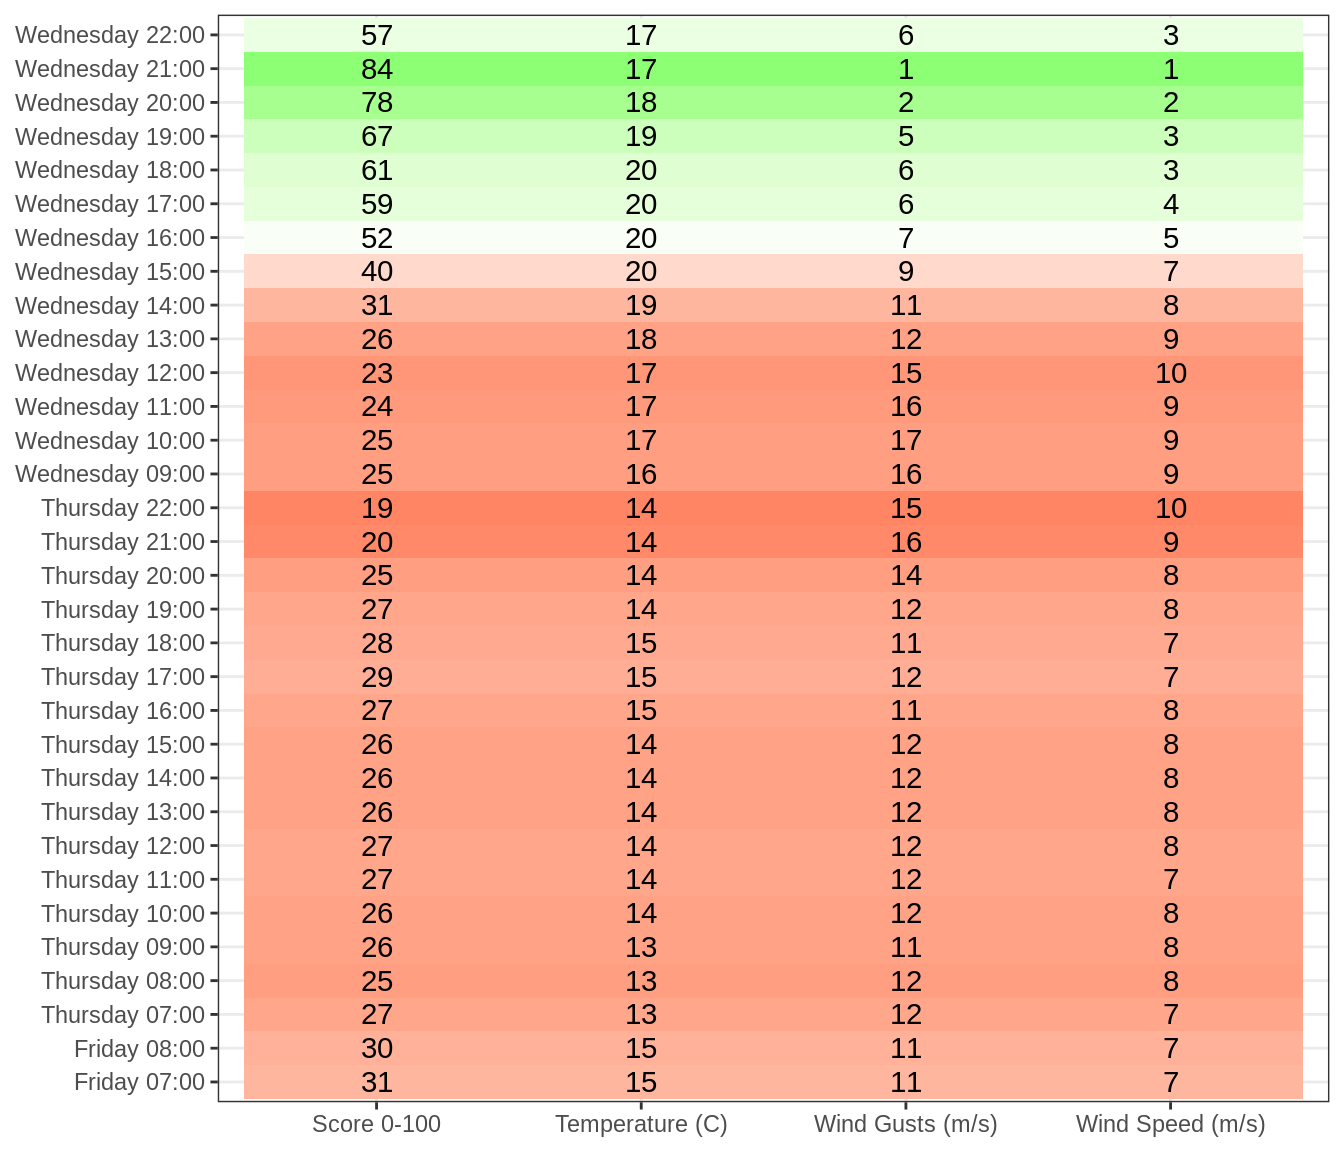 Wednesday 22:00 57 17 6 3
Wednesday 21:00 84 17 1 1
Wednesday 20:00 78 18 2 2
Wednesday 19:00 67 19 5 3
Wednesday 18:00 61 20 6 3
Wednesday 17:00 59 20 6 4
Wednesday 16:00 52 20 7 5
Wednesday 15:00 40 20 9 7
Wednesday 14:00 31 19 11 8
Wednesday 13:00 26 18 12 9
Wednesday 12:00 23 17 15 10
Wednesday 11:00 24 17 16 9
Wednesday 10:00 25 17 17 9
Wednesday 09:00 25 16 16 9
Thursday 22:00 19 14 15 10
Thursday 21:00 20 14 16 9
Thursday 20:00 25 14 14 8
Thursday 19:00 27 14 12 8
Thursday 18:00 28 15 11 7
Thursday 17:00 29 15 12 7
Thursday 16:00 27 15 11 8
Thursday 15:00 26 14 12 8
Thursday 14:00 26 14 12 8
Thursday 13:00 26 14 12 8
Thursday 12:00 27 14 12 8
Thursday 11:00 27 14 12 7
Thursday 10:00 26 14 12 8
Thursday 09:00 26 13 11 8
Thursday 08:00 25 13 12 8
Thursday 07:00 27 13 12 7
Friday 08:00 30 15 11 7
Friday 07:00 31 15 11 7
Score 0-100 Temperature (C) Wind Gusts (m/s) Wind Speed (m/s)